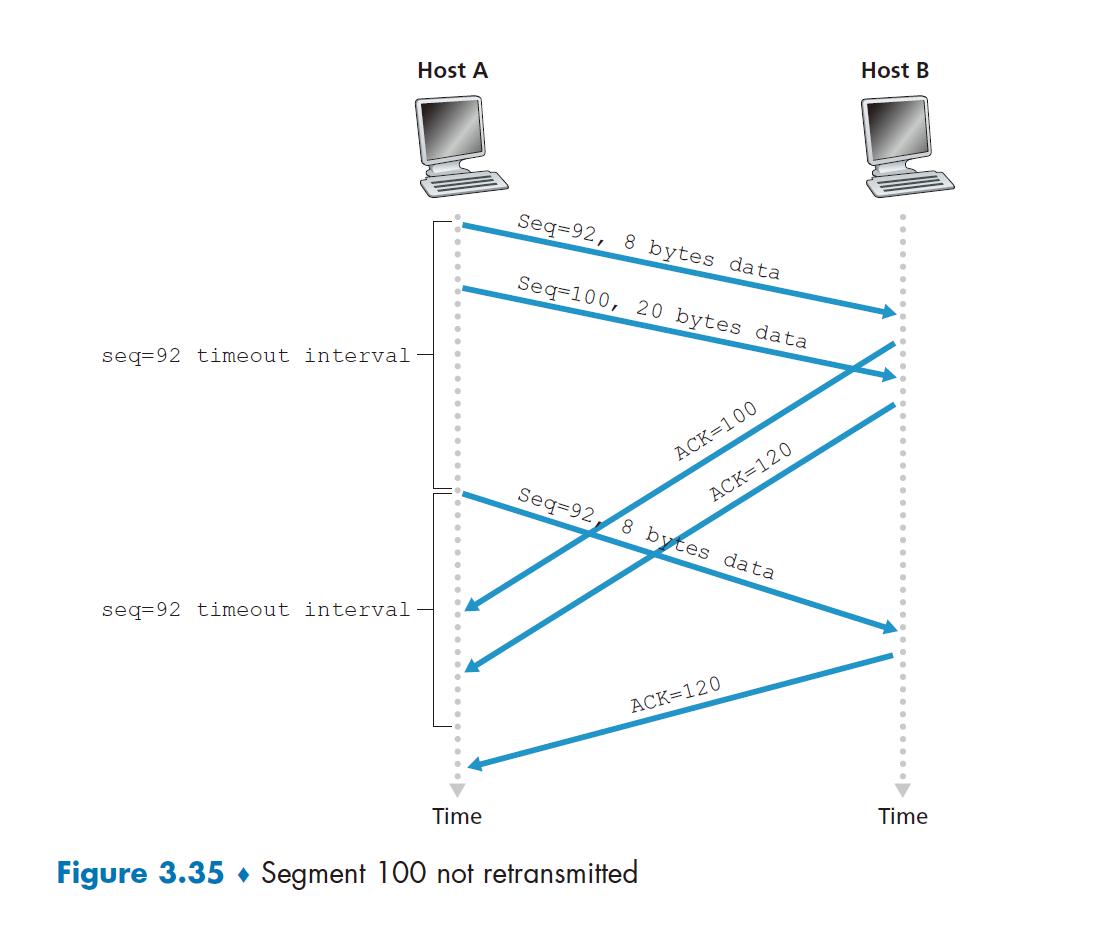 Host A
Host B
Seq=92, 8 bytes data
Seq=100, 20 bytes data
seq=92 timeout interval
ACK=100
ACK=120
Seq=92, 8 bytes data
seq=92 timeout interval
ACK=120
Time
Time
Figure 3.35 ♦ Segment 100 not retransmitted